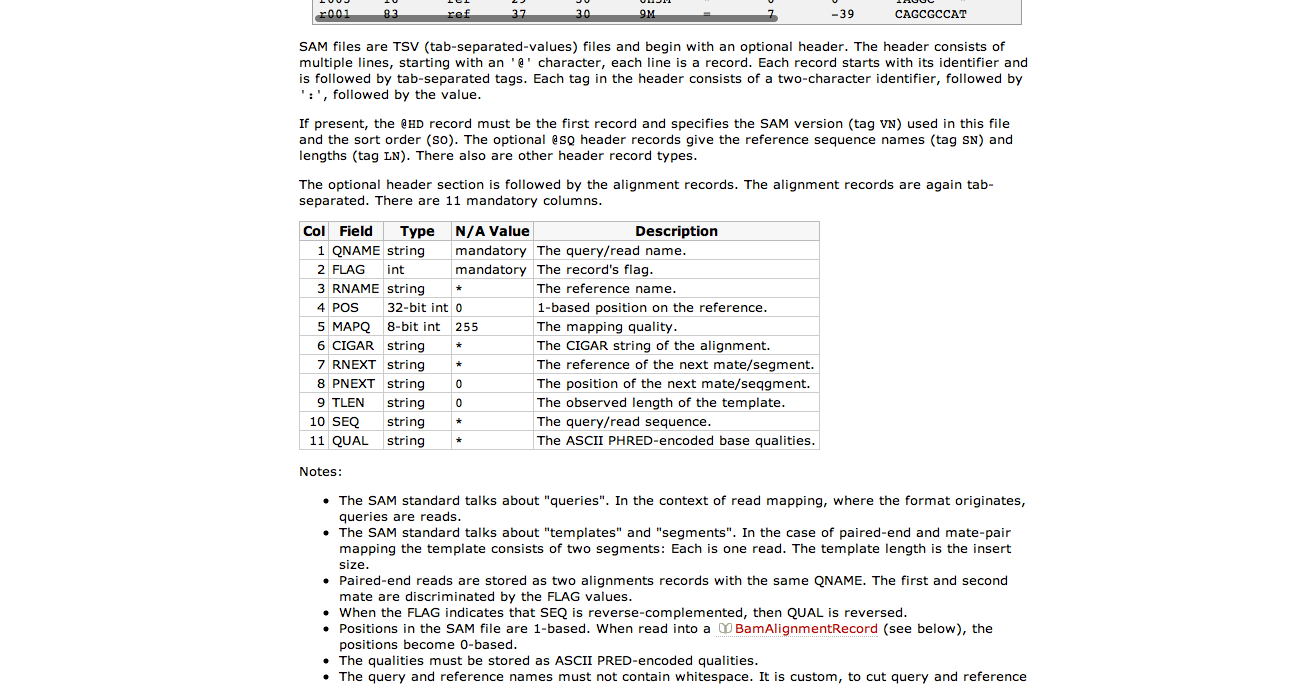 r001 83 ref 37 30 9M = 7 -39 CAGCGCCAT
SAM files are TSV (tab-separated-values) files and begin with an optional header. The header consists of
multiple lines, starting with an '@' character, each line is a record. Each record starts with its identifier and
is followed by tab-separated tags. Each tag in the header consists of a two-character identifier, followed by
':', followed by the value.
If present, the @HD record must be the first record and specifies the SAM version (tag VN) used in this file
and the sort order (SO). The optional @SQ header records give the reference sequence names (tag SN) and
lengths (tag LN). There also are other header record types.
The optional header section is followed by the alignment records. The alignment records are again tab-
separated. There are 11 mandatory columns.
Col Field Type N/A Value Description
1 QNAME string mandatory The query/read name.
2 FLAG int mandatory The record's flag.
3 RNAME string * The reference name.
4 POS 32-bit int 0 1-based position on the reference.
5 MAPQ 8-bit int 255 The mapping quality.
6 CIGAR string * The CIGAR string of the alignment.
7 RNEXT string * The reference of the next mate/segment.
8 PNEXT string 0 The position of the next mate/seqgment.
9 TLEN string 0 The observed length of the template.
10 SEQ string * The query/read sequence.
11 QUAL string * The ASCII PHRED-encoded base qualities.
Notes:
• The SAM standard talks about "queries". In the context of read mapping, where the format originates,
queries are reads.
• The SAM standard talks about "templates" and "segments". In the case of paired-end and mate-pair
mapping the template consists of two segments: Each is one read. The template length is the insert
size.
• Paired-end reads are stored as two alignments records with the same QNAME. The first and second
mate are discriminated by the FLAG values.
• When the FLAG indicates that SEQ is reverse-complemented, then QUAL is reversed.
• Positions in the SAM file are 1-based. When read into a BamAlignmentRecord (see below), the
positions become 0-based.
• The qualities must be stored as ASCII PRED-encoded qualities.
• The query and reference names must not contain whitespace. It is custom, to cut query and reference